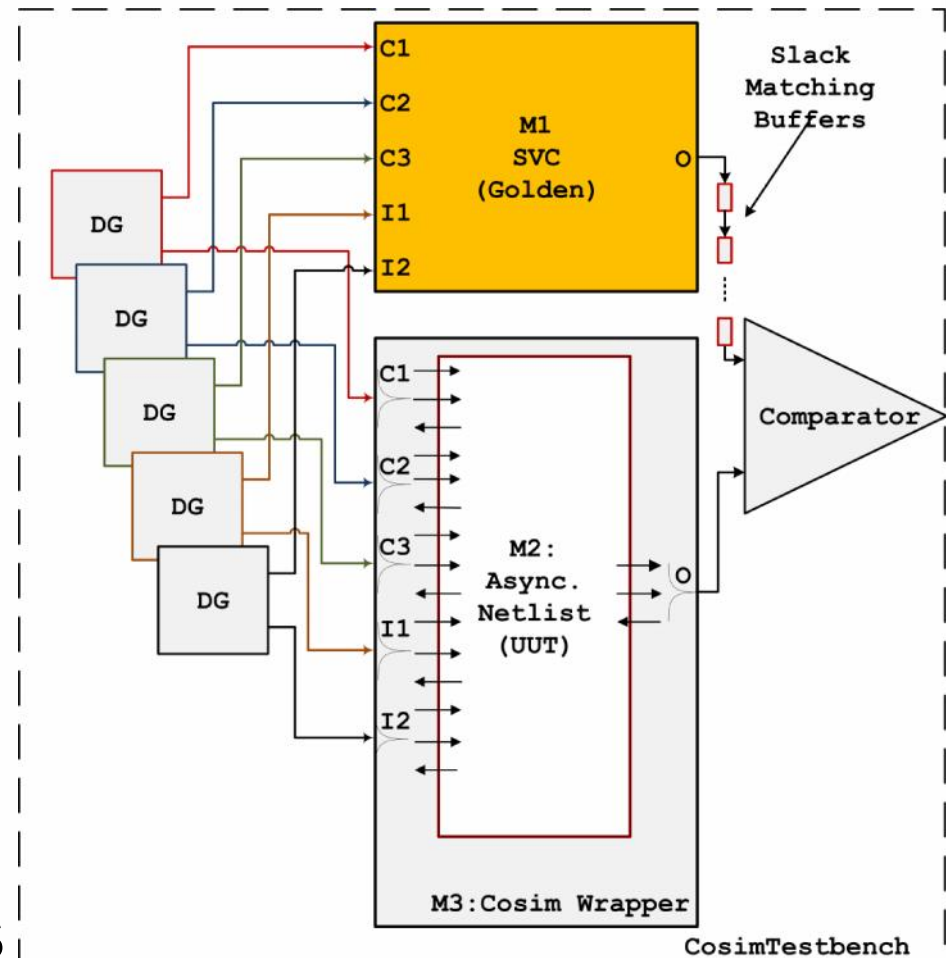 C1
C2
C3
I1
I2
M1
SVC
(Golden)
O
Slack
Matching
Buffers
DG
DG
DG
DG
DG
C1
C2
C3
I1
I2
M2:
Async.
Netlist
(UUT)
O
Comparator
M3:Cosim Wrapper
CosimTestbench